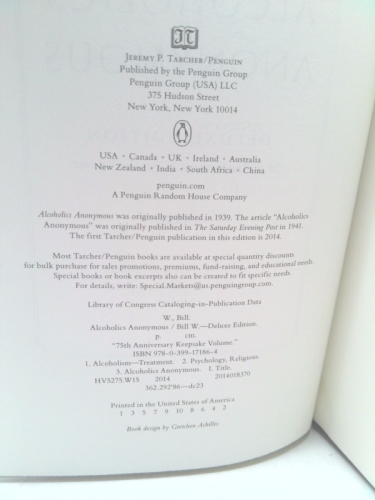 JT
JEREMY P. TARCHER/PENGUIN
Published by the Penguin Group
Penguin Group (USA) LLC
375 Hudson Street
New York, New York 10014
USA • Canada • UK • Ireland • Australia
New Zealand • India • South Africa • China
penguin.com
A Penguin Random House Company
Alcoholics Anonymous was originally published in 1939. The article "Alcoholics
Anonymous" was originally published in The Saturday Evening Post in 1941.
The first Tarcher/Penguin publication in this edition is 2014.
Most Tarcher/Penguin books are available at special quantity discounts
for bulk purchase for sales promotions, premiums, fund-raising, and educational needs.
Special books or book excerpts also can be created to fit specific needs.
For details, write: Special.Markets@us.penguingroup.com.
Library of Congress Cataloging-in-Publication Data
W., Bill.
Alcoholics Anonymous / Bill W.—Deluxe Edition.
p. cm.
"75th Anniversary Keepsake Volume."
ISBN 978-0-399-17186-4
1. Alcoholism—Treatment. 2. Psychology, Religious.
3. Alcoholics Anonymous. I. Title.
HV5275.W15 2014 2014018370
362.292'86—dc23
Printed in the United States of America
1 3 5 7 9 10 8 6 4 2
Book design by Gretchen Achilles